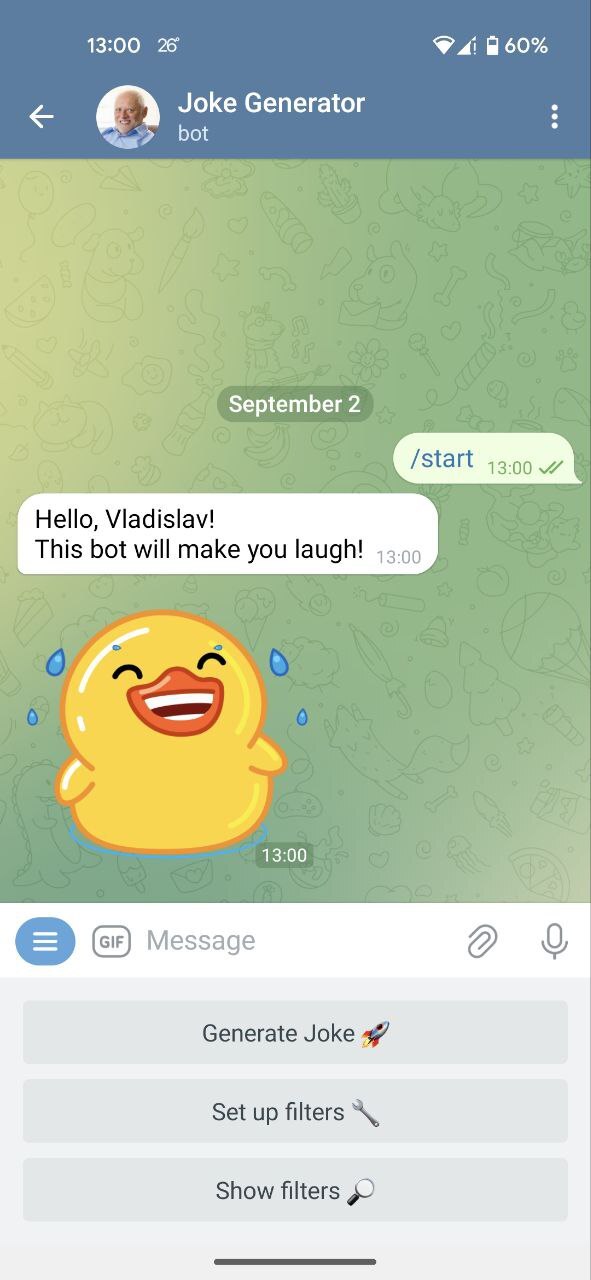 13:00 26° 60%
Joke Generator
bot
September 2
/start 13:00
Hello, Vladislav!
This bot will make you laugh! 13:00
13:00
GIF Message
Generate Joke 🚀
Set up filters 🔧
Show filters 🔎